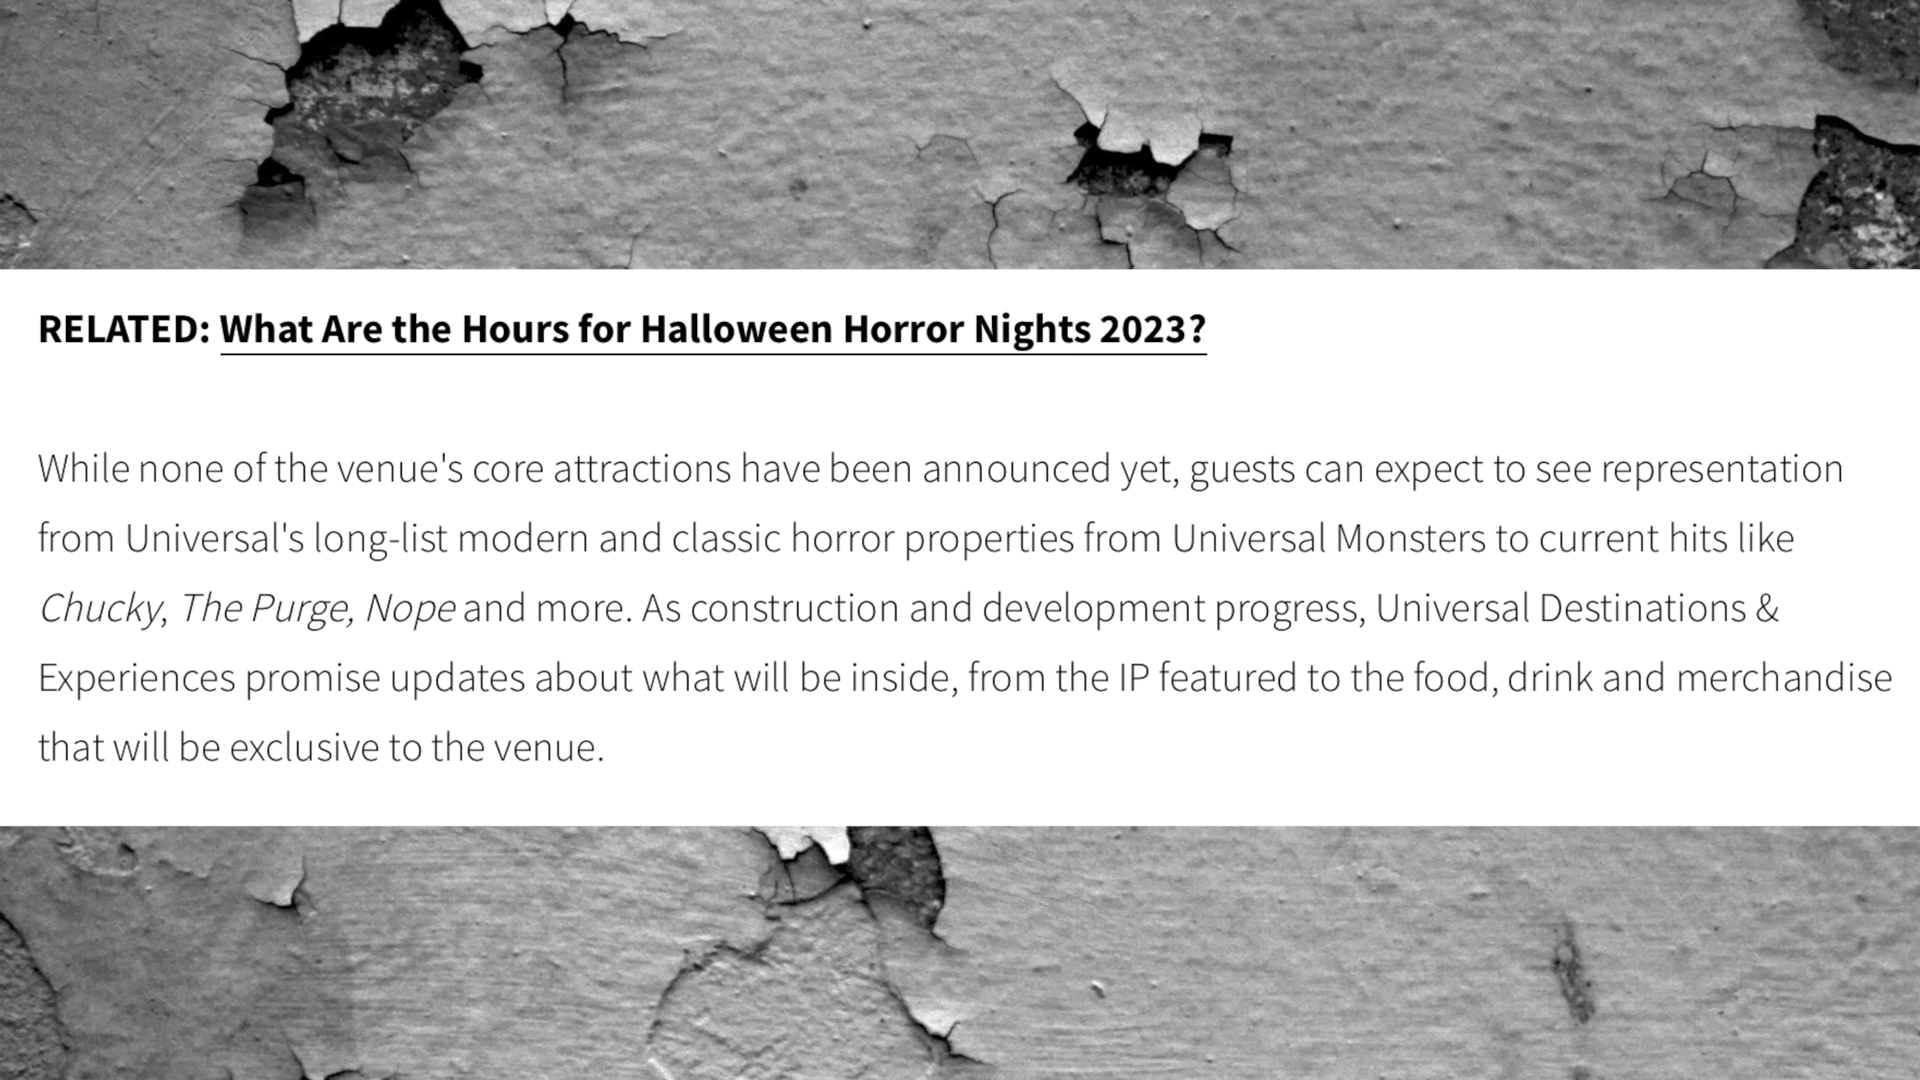 RELATED: What Are the Hours for Halloween Horror Nights 2023?
While none of the venue's core attractions have been announced yet, guests can expect to see representation
from Universal's long-list modern and classic horror properties from Universal Monsters to current hits like
Chucky, The Purge, Nope and more. As construction and development progress, Universal Destinations &
Experiences promise updates about what will be inside, from the IP featured to the food, drink and merchandise
that will be exclusive to the venue.